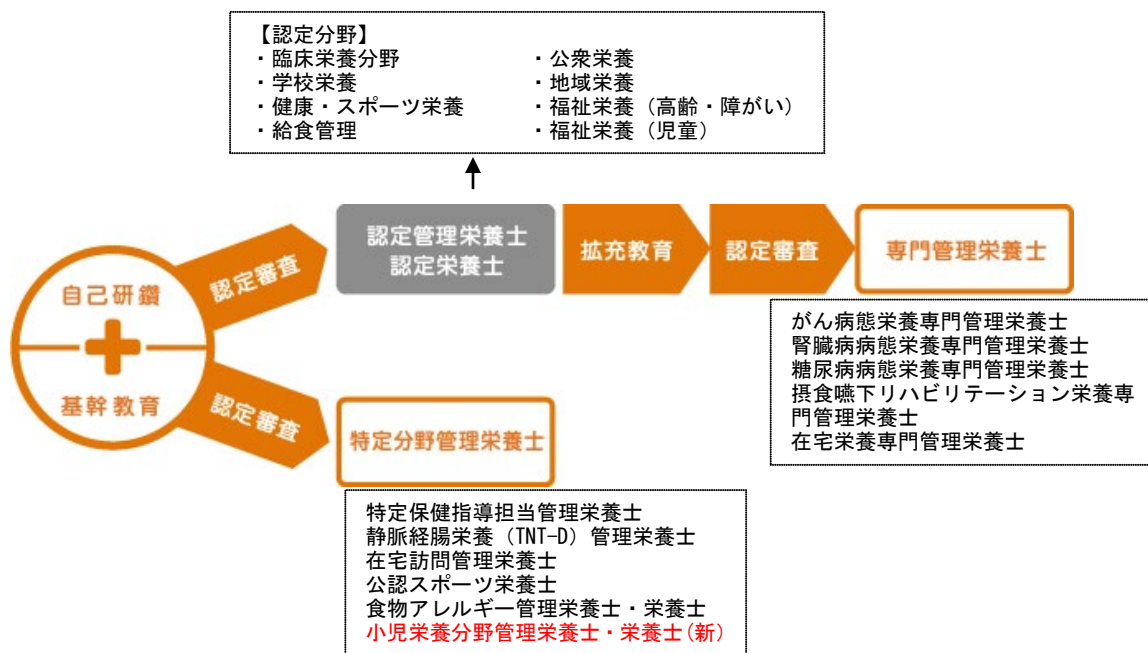 【認定分野】
・臨床栄養分野
・学校栄養
・健康・スポーツ栄養
・給食管理
・公衆栄養
・地域栄養
・福祉栄養（高齢・障がい）
・福祉栄養（児童）
自己研鑽
基幹教育
認定審査
認定管理栄養士
認定栄養士
拡充教育
認定審査
専門管理栄養士
がん病態栄養専門管理栄養士
腎臓病病態栄養専門管理栄養士
糖尿病病態栄養専門管理栄養士
摂食嚥下リハビリテーション栄養専
門管理栄養士
在宅栄養専門管理栄養士
認定審査
特定分野管理栄養士
特定保健指導担当管理栄養士
静脈経腸栄養（TNT-D）管理栄養士
在宅訪問管理栄養士
公認スポーツ栄養士
食物アレルギー管理栄養士・栄養士
小児栄養分野管理栄養士・栄養士(新)